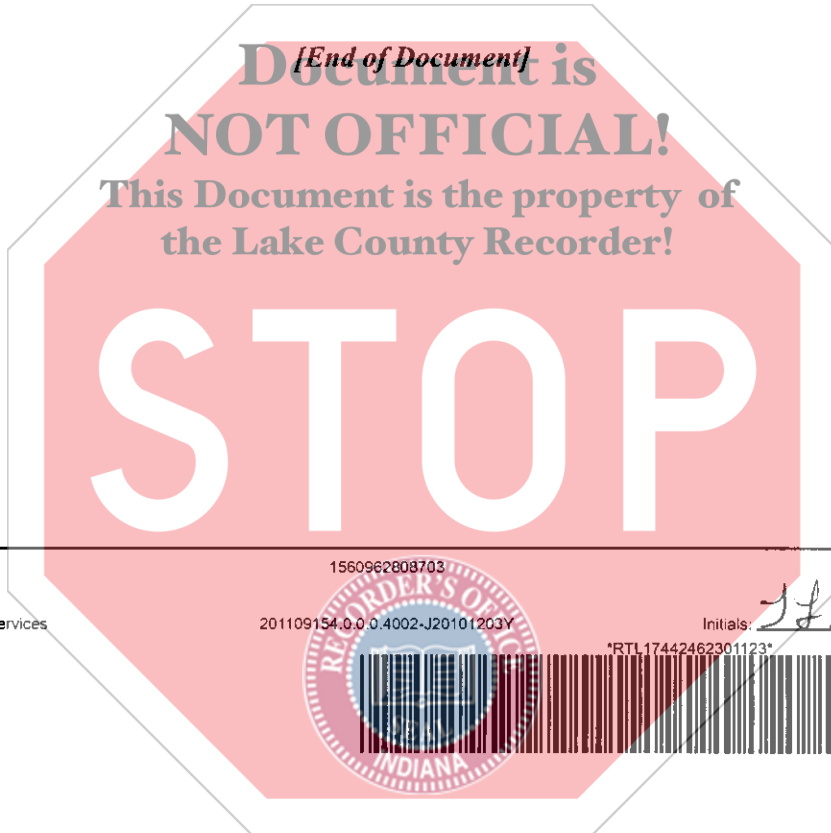 [End of Document]
Document is
NOT OFFICIAL!
This Document is the property of
the Lake County Recorder!
STOP
1560962808703
ervices
201109154.0.0.0.4002-J20101203Y
Initials:
*RTL17442462301123*
RECORDER'S OFFICE
SEAL
INDIANA